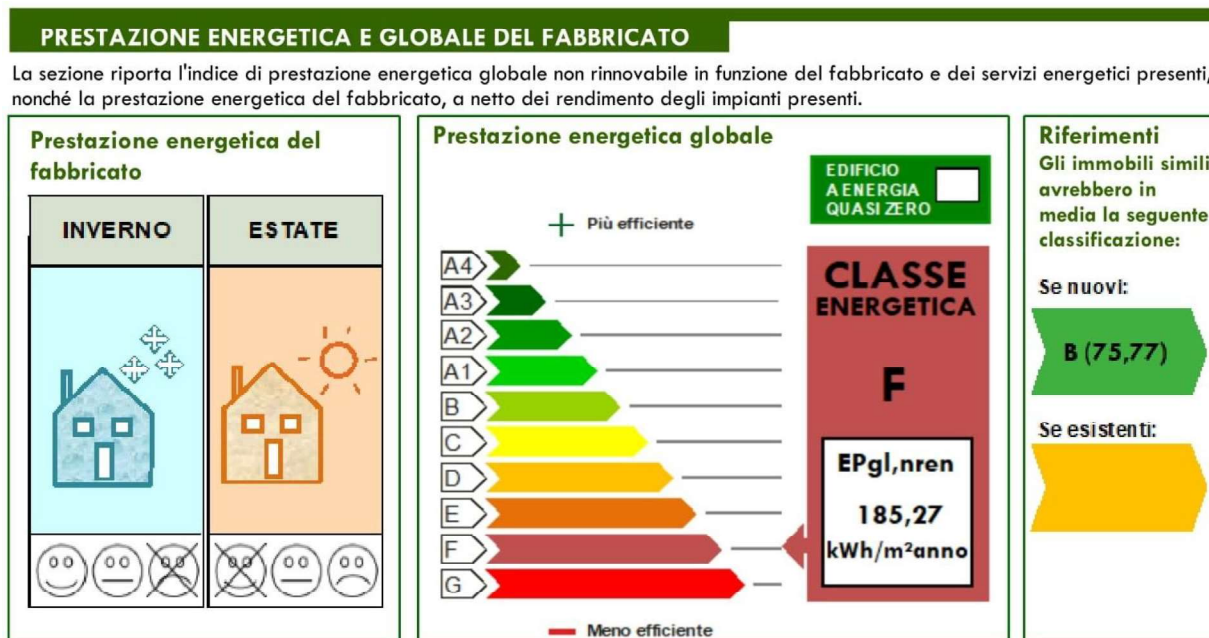 PRESTAZIONE ENERGETICA E GLOBALE DEL FABBRICATO
La sezione riporta l'indice di prestazione energetica globale non rinnovabile in funzione del fabbricato e dei servizi energetici presenti,
nonché la prestazione energetica del fabbricato, a netto dei rendimento degli impianti presenti.
Prestazione energetica del
fabbricato
INVERNO
ESTATE
Prestazione energetica globale
EDIFICIO
A ENERGIA
QUASI ZERO
Più efficiente
A4
A3
A2
A1
B
C
D
E
F
G
Meno efficiente
CLASSE
ENERGETICA
F
EPgl,nren
185,27
kWh/m²anno
Riferimenti
Gli immobili simili
avrebbero in
media la seguente
classificazione:
Se nuovi:
B (75,77)
Se esistenti: